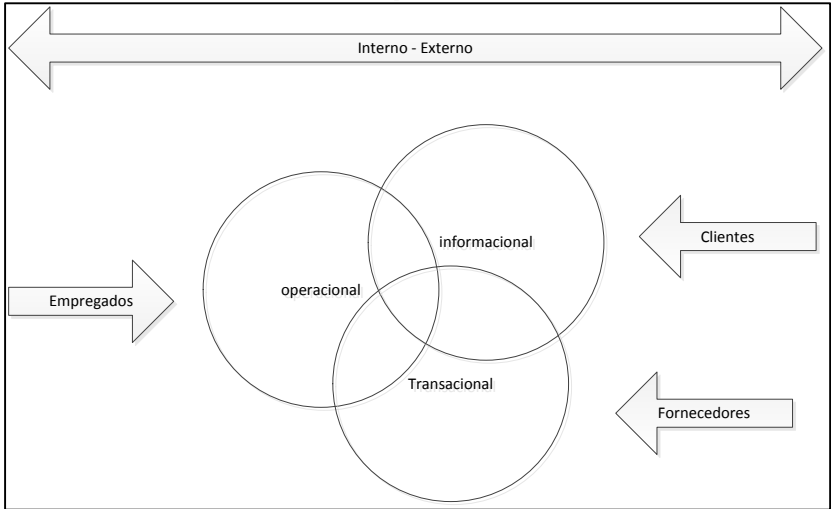 Interno - Externo
informacional
Clientes
operacional
Empregados
Transacional
Fornecedores